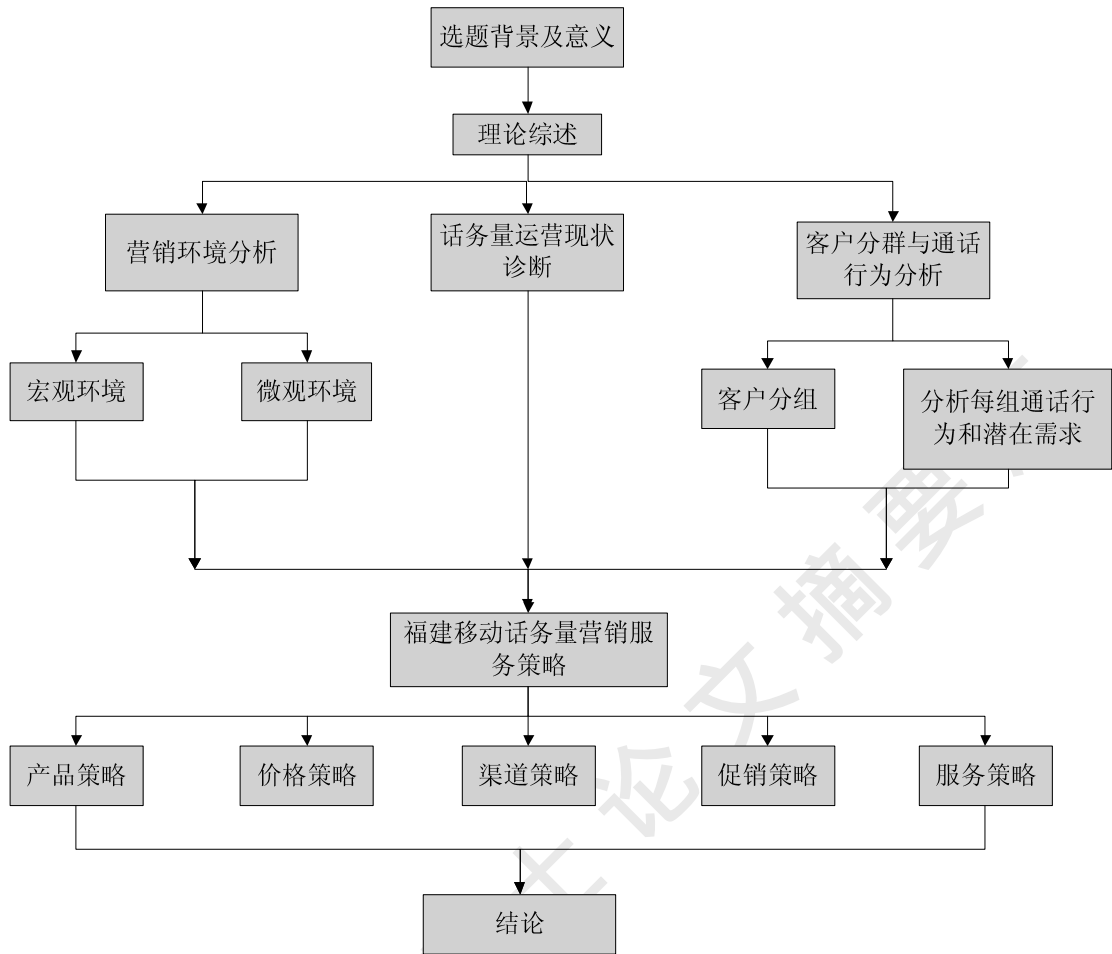 选题背景及意义
理论综述
营销环境分析
话务量运营现状
诊断
客户分群与通话
行为分析
宏观环境
微观环境
客户分组
分析每组通话行
为和潜在需求
福建移动话务量营销服
务策略
产品策略
价格策略
渠道策略
促销策略
服务策略
结论
士论文摘要